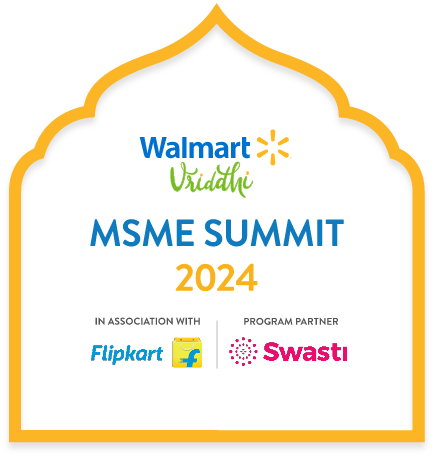 Walmart
Vriddhi
MSME SUMMIT
2024
IN ASSOCIATION WITH
Flipkart
PROGRAM PARTNER
Swasti